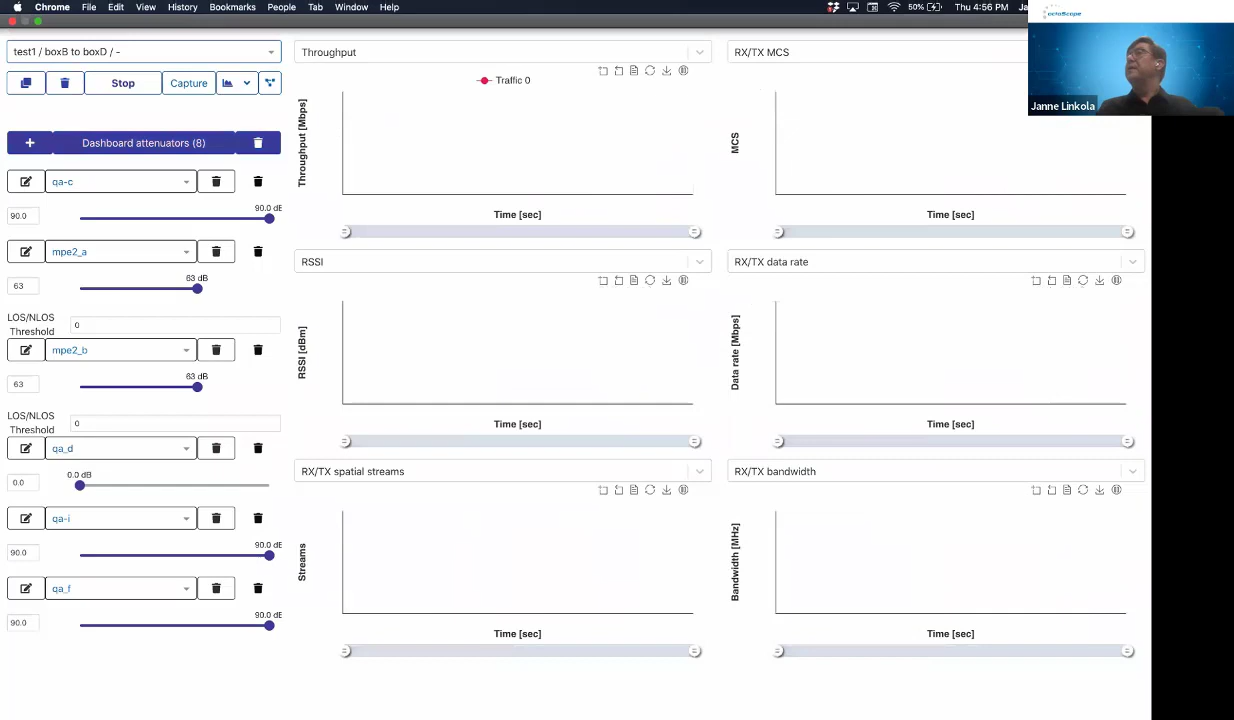 Chrome File Edit View History Bookmarks People Tab Window Help
50% Thu 4:56 PM Ja
octoScope
Janne Linkola
test1 / boxB to boxD / -
Stop
Capture
Dashboard attenuators (8)
qa-c
90.0
90.0 dE
mpe2_a
63
63 dB
LOS/NLOS
Threshold
0
mpe2_b
63
63 dB
LOS/NLOS
Threshold
0
qa_d
0.0
0.0 dB
qa-i
90.0
90.0 dE
qa_f
90.0
90.0 dE
Throughput
Traffic 0
Throughput [Mbps]
Time [sec]
RX/TX MCS
MCS
Time [sec]
RSSI
RSSI [dBm]
Time [sec]
RX/TX data rate
Data rate [Mbps]
Time [sec]
RX/TX spatial streams
Streams
Time [sec]
RX/TX bandwidth
Bandwidth [MHz]
Time [sec]